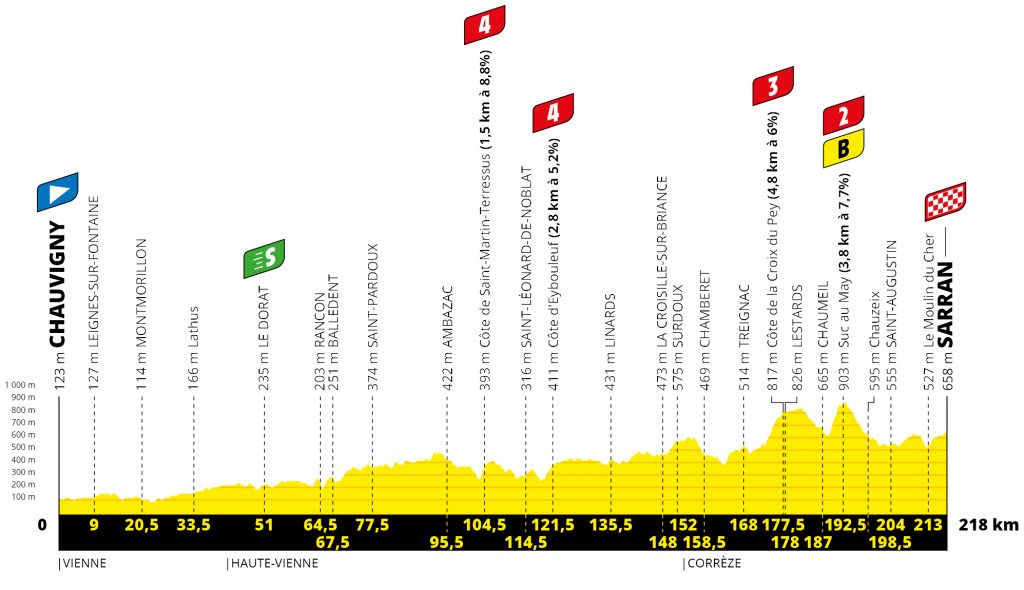 4
4
3
2
B
S
123 m CHAUVIGNY
127 m LEIGNES-SUR-FONTAINE
114 m MONTMORILLON
166 m Lathus
235 m LE DORAT
203 m RANCON
251 m BALLEDENT
374 m SAINT-PARDOUX
422 m AMBAZAC
393 m Côte de Saint-Martin-Terressus (1,5 km à 8,8%)
316 m SAINT-LÉONARD-DE-NOBLAT
411 m Côte d'Eybouleuf (2,8 km à 5,2%)
431 m LINARDS
473 m LA CROISILLE-SUR-BRIANCE
575 m SURDOUX
469 m CHAMBERET
514 m TREIGNAC
817 m Côte de la Croix du Pey (4,8 km à 6%)
826 m LESTARDS
665 m CHAUMEIL
903 m Suc au May (3,8 km à 7,7%)
595 m Chauzeix
555 m SAINT-AUGUSTIN
527 m Le Moulin du Cher
658 m SARRAN
1 000 m
900 m
800 m
700 m
600 m
500 m
400 m
300 m
200 m
100 m
0 9 20,5 33,5 51 64,5 77,5 104,5 121,5 135,5 152 168 177,5 192,5 204 213 218 km
67,5 95,5 114,5 148 158,5 178 187 198,5
|VIENNE |HAUTE-VIENNE |CORRÈZE